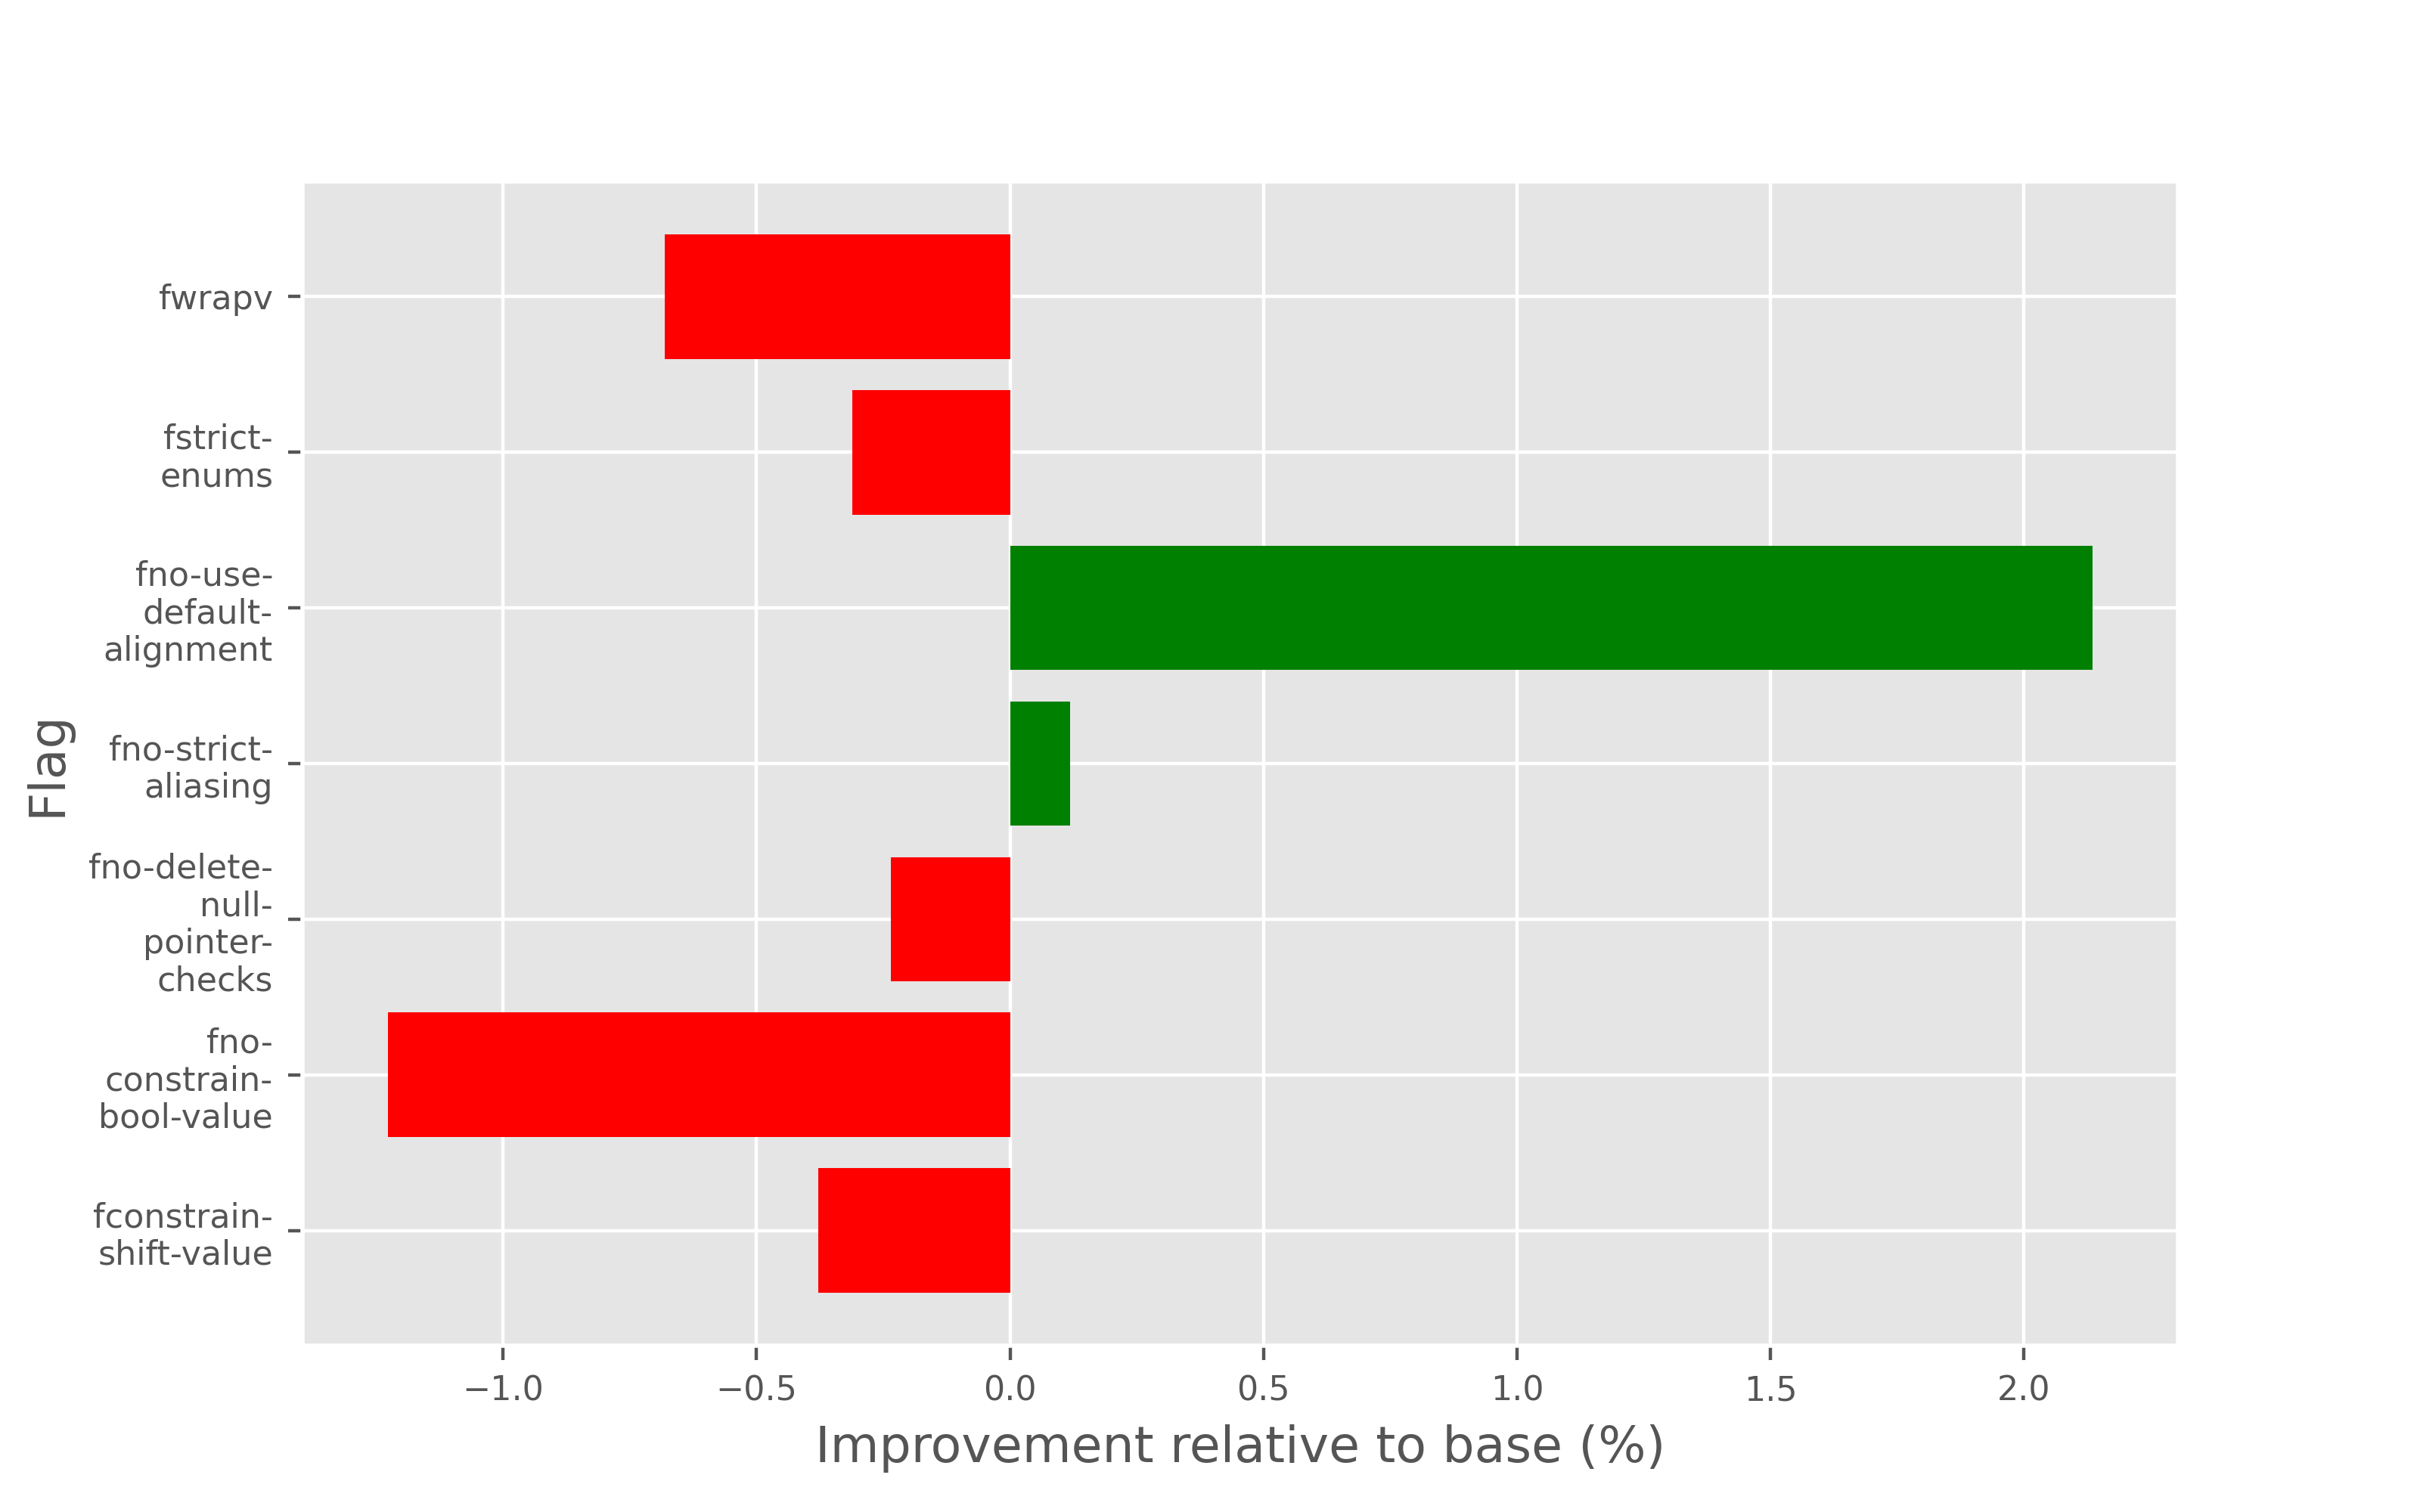 fwrapv
fstrict-
enums
fno-use-
default-
alignment
fno-strict-
aliasing
fno-delete-
null-
pointer-
checks
fno-
constrain-
bool-value
fconstrain-
shift-value
Flag
−1.0 −0.5 0.0 0.5 1.0 1.5 2.0
Improvement relative to base (%)